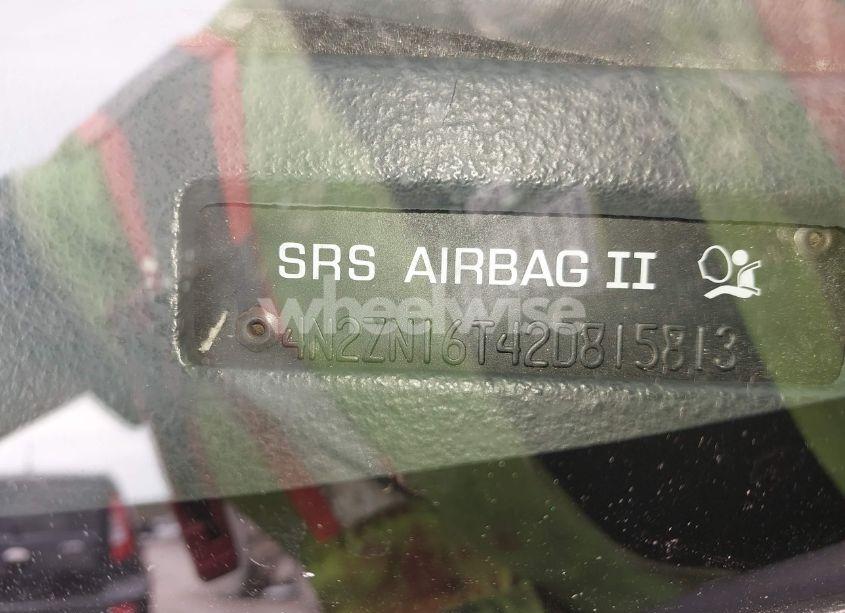 SRS AIRBAG II
wheelwise
4N2ZN16T42D815813